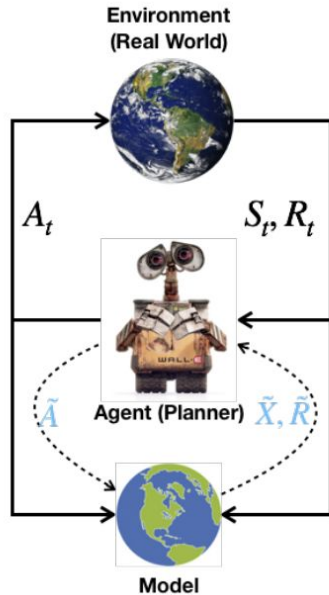 Environment
(Real World)
A_t
S_t, R_t
WALL·E
Agent (Planner)
Ã
X̃, R̃
Model